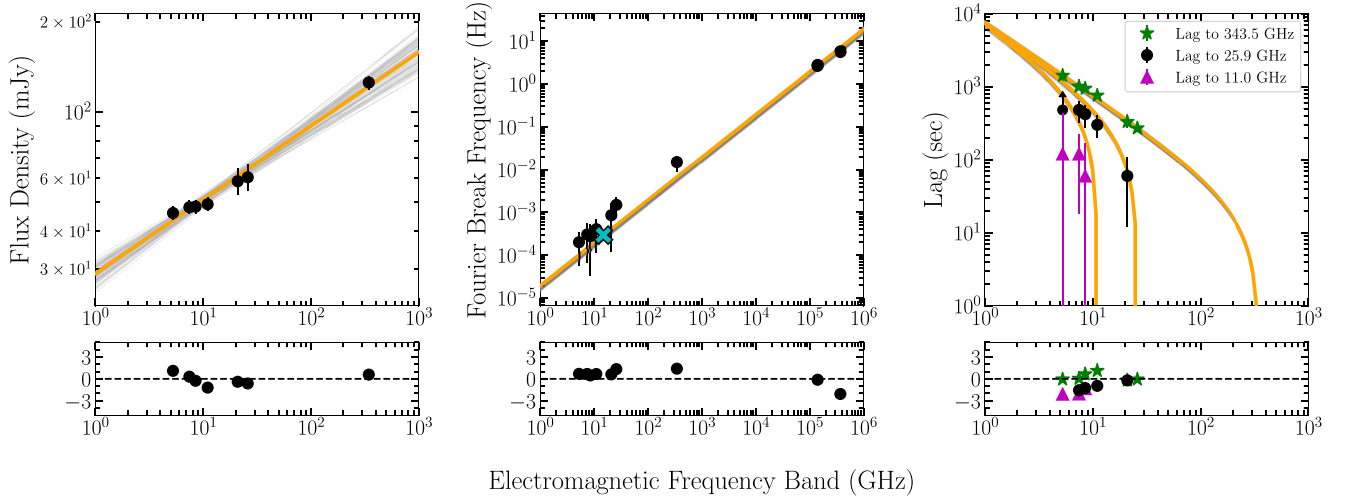 Flux Density (mJy)
2 × 10²
10²
6 × 10¹
4 × 10¹
3 × 10¹
10⁰ 10¹ 10² 10³
3
0
−3
10⁰ 10¹ 10² 10³
Fourier Break Frequency (Hz)
10¹
10⁰
10⁻¹
10⁻²
10⁻³
10⁻⁴
10⁻⁵
10⁰ 10¹ 10² 10³ 10⁴ 10⁵ 10⁶
3
0
−3
10⁰ 10¹ 10² 10³ 10⁴ 10⁵ 10⁶
Lag (sec)
10⁴
10³
10²
10¹
10⁰
Lag to 343.5 GHz
Lag to 25.9 GHz
Lag to 11.0 GHz
10⁰ 10¹ 10² 10³
3
0
−3
10⁰ 10¹ 10² 10³
Electromagnetic Frequency Band (GHz)